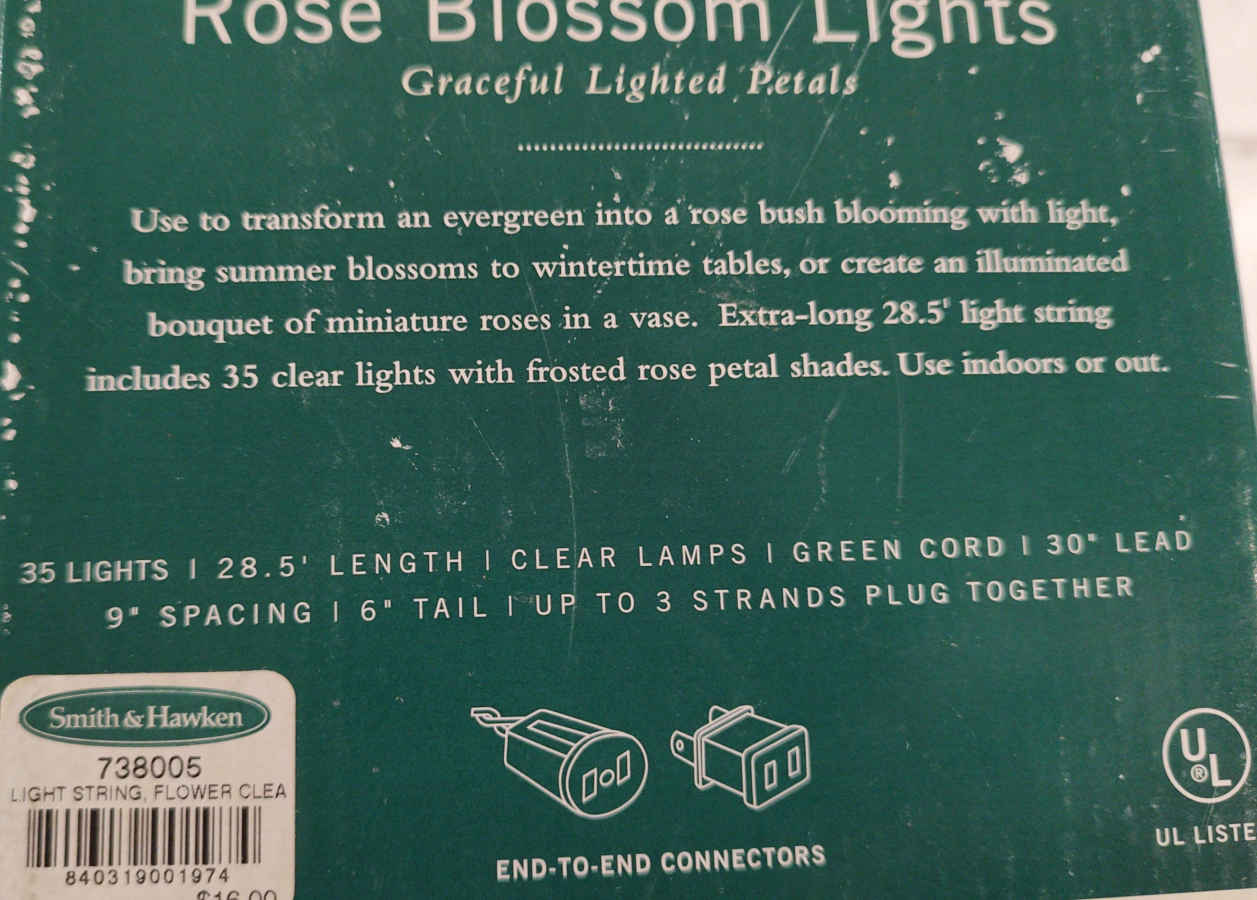 Rose Blossom Lights
Graceful Lighted Petals
Use to transform an evergreen into a rose bush blooming with light,
bring summer blossoms to wintertime tables, or create an illuminated
bouquet of miniature roses in a vase. Extra-long 28.5' light string
includes 35 clear lights with frosted rose petal shades. Use indoors or out.
35 LIGHTS | 28.5' LENGTH | CLEAR LAMPS | GREEN CORD | 30" LEAD
9" SPACING | 6" TAIL | UP TO 3 STRANDS PLUG TOGETHER
Smith & Hawken
738005
LIGHT STRING, FLOWER CLEA
840319001974
$16.00
END-TO-END CONNECTORS
UL®
UL LISTE